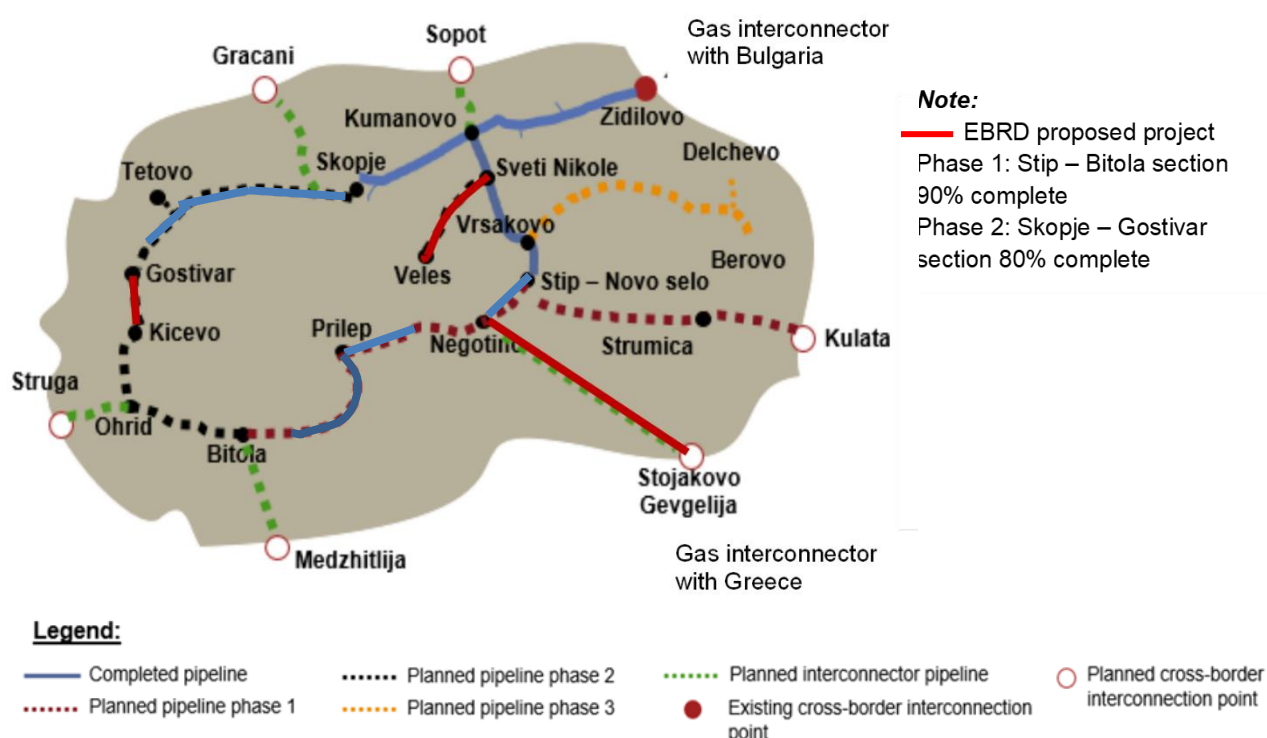 Sopot
Gas interconnector
with Bulgaria
Gracani
Note:
EBRD proposed project
Phase 1: Stip – Bitola section
90% complete
Phase 2: Skopje – Gostivar
section 80% complete
Kumanovo
Zidilovo
Delchevo
Skopje
Tetovo
Sveti Nikole
Vrsakovo
Berovo
Gostivar
Veles
Stip – Novo selo
Kicevo
Prilep
Negotino
Strumica
Kulata
Struga
Ohrid
Bitola
Stojakovo
Gevgelija
Medzhitlija
Gas interconnector
with Greece
Legend:
Completed pipeline
Planned pipeline phase 2
Planned interconnector pipeline
Planned cross-border
interconnection point
Planned pipeline phase 1
Planned pipeline phase 3
Existing cross-border interconnection
point